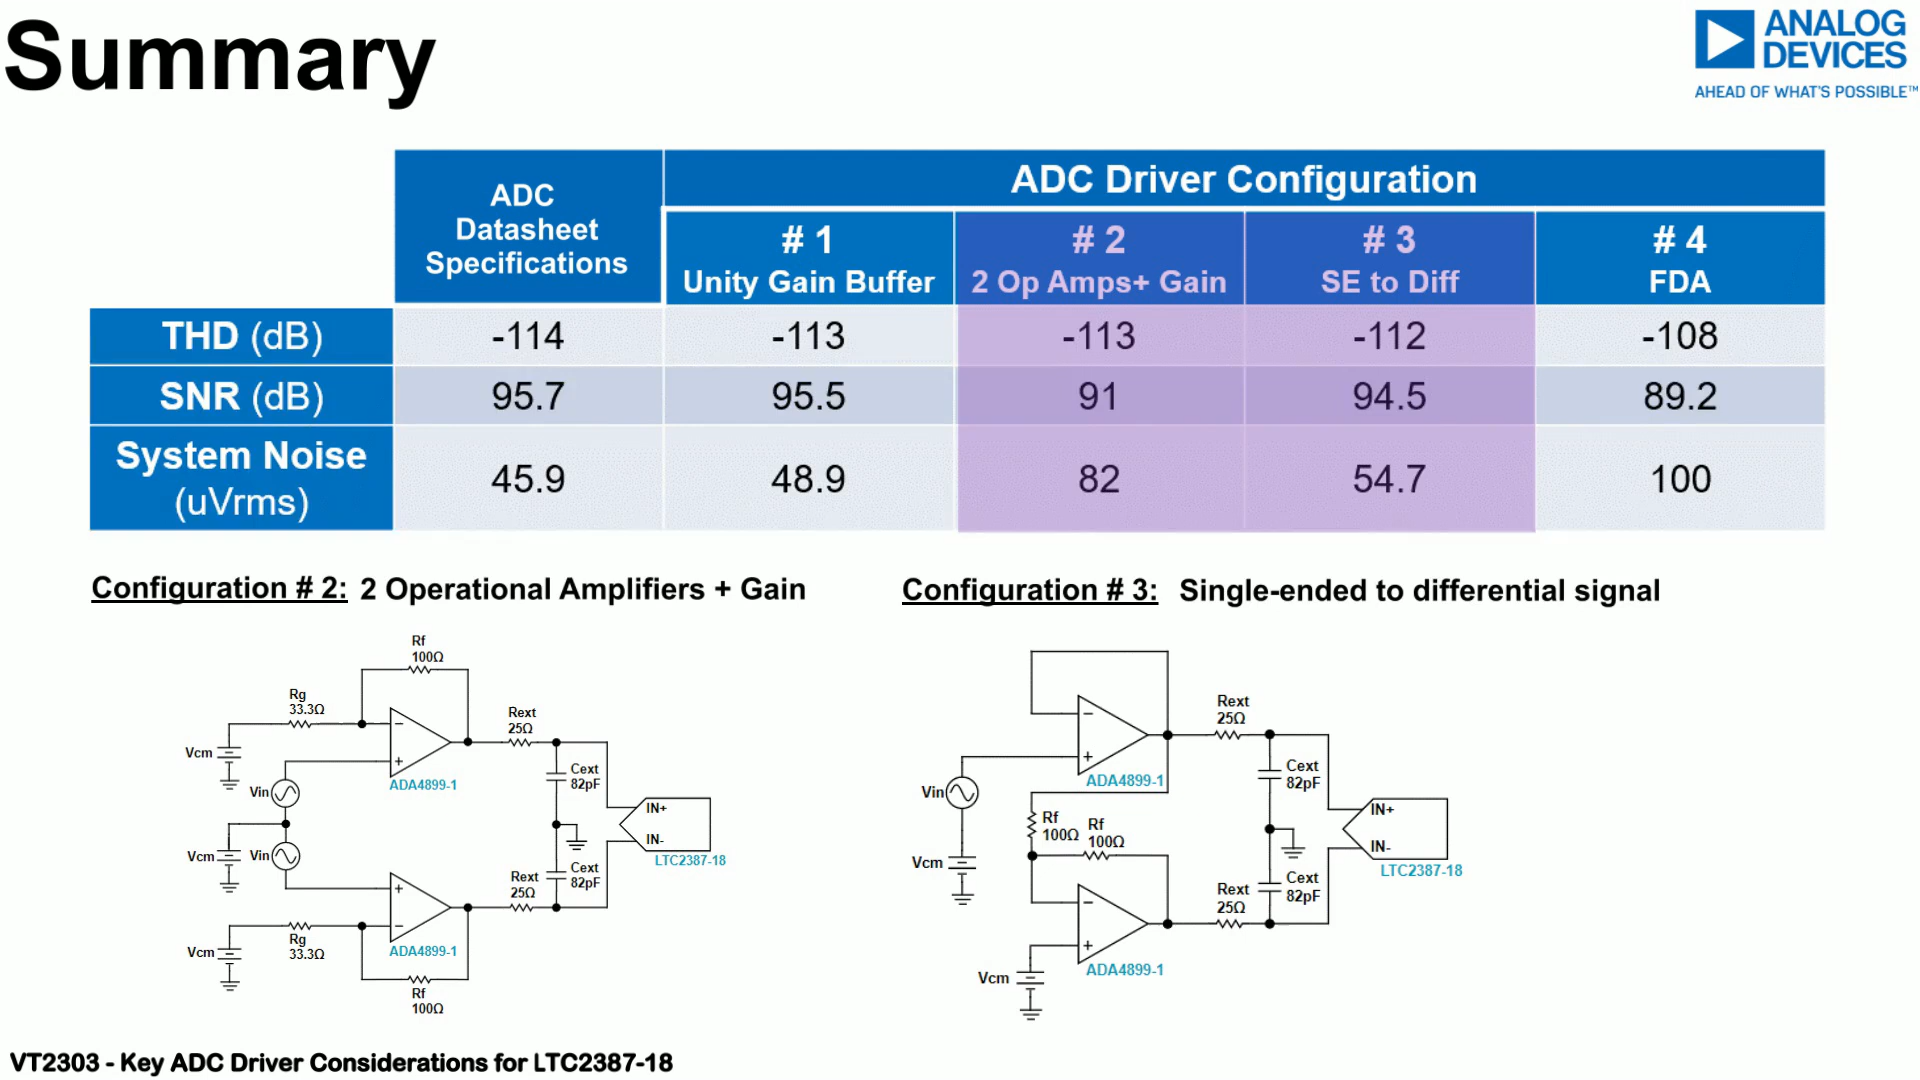 Summary
ANALOG
DEVICES
AHEAD OF WHAT'S POSSIBLE™
ADC
Datasheet
Specifications
ADC Driver Configuration
# 1
Unity Gain Buffer
# 2
2 Op Amps+ Gain
# 3
SE to Diff
# 4
FDA
THD (dB) -114 -113 -113 -112 -108
SNR (dB) 95.7 95.5 91 94.5 89.2
System Noise
(uVrms)
45.9 48.9 82 54.7 100
Configuration # 2: 2 Operational Amplifiers + Gain
Rf
100Ω
Rg
33.3Ω
Rext
25Ω
Vcm
−
+
ADA4899-1
Cext
82pF
Vin
IN+
IN-
LTC2387-18
Vcm
Vin
Rext
25Ω
Cext
82pF
+
−
ADA4899-1
Vcm
Rg
33.3Ω
Rf
100Ω
Configuration # 3: Single-ended to differential signal
Rext
25Ω
−
+
ADA4899-1
Cext
82pF
Vin
IN+
IN-
LTC2387-18
Rf
100Ω
Rf
100Ω
Vcm
Rext
25Ω
Cext
82pF
−
+
ADA4899-1
Vcm
VT2303 - Key ADC Driver Considerations for LTC2387-18